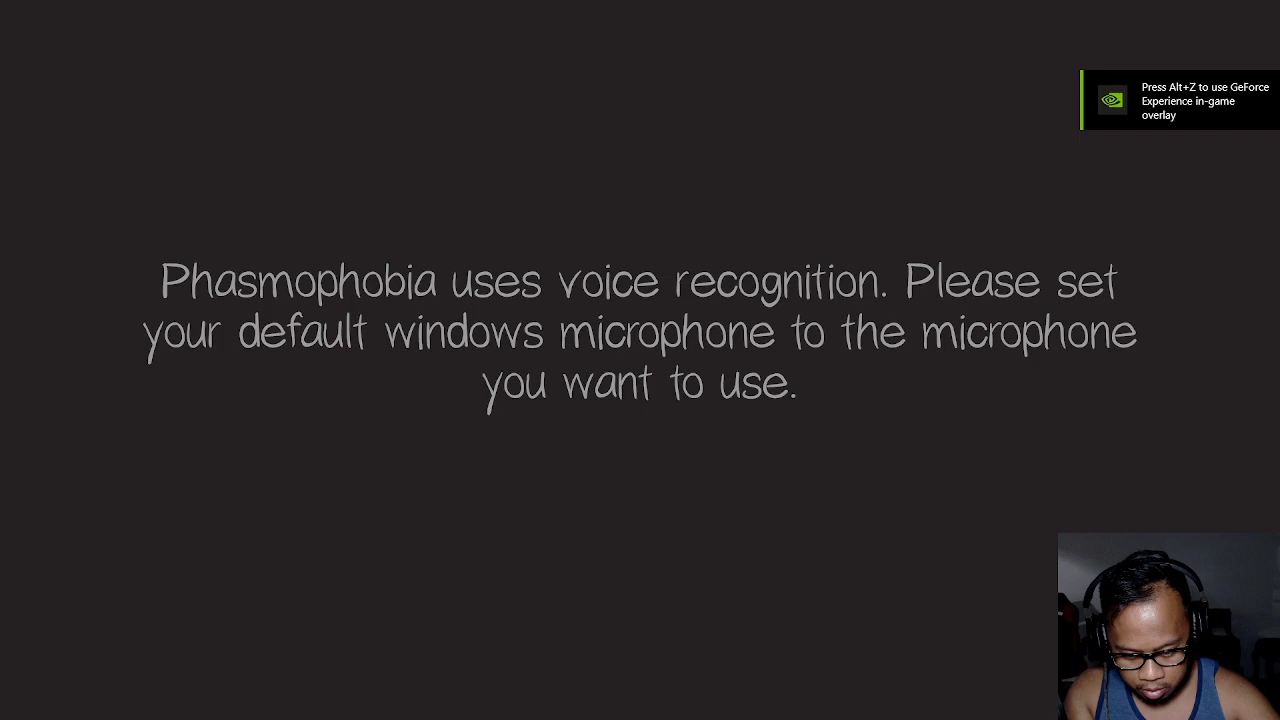 Press Alt+Z to use GeForce
Experience in-game
overlay
Phasmophobia uses voice recognition. Please set
your default windows microphone to the microphone
you want to use.